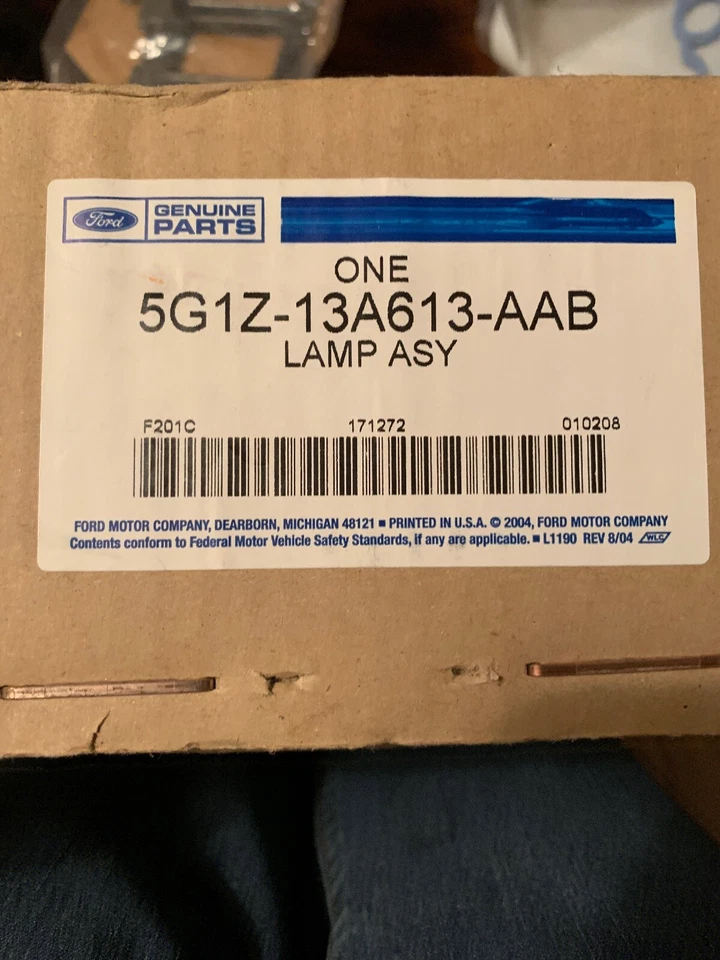 Ford GENUINE PARTS
ONE
5G1Z-13A613-AAB
LAMP ASY
F201C 171272 010208
FORD MOTOR COMPANY, DEARBORN, MICHIGAN 48121 ■ PRINTED IN U.S.A. © 2004, FORD MOTOR COMPANY
Contents conform to Federal Motor Vehicle Safety Standards, if any are applicable. ■ L1190 REV 8/04 WLC